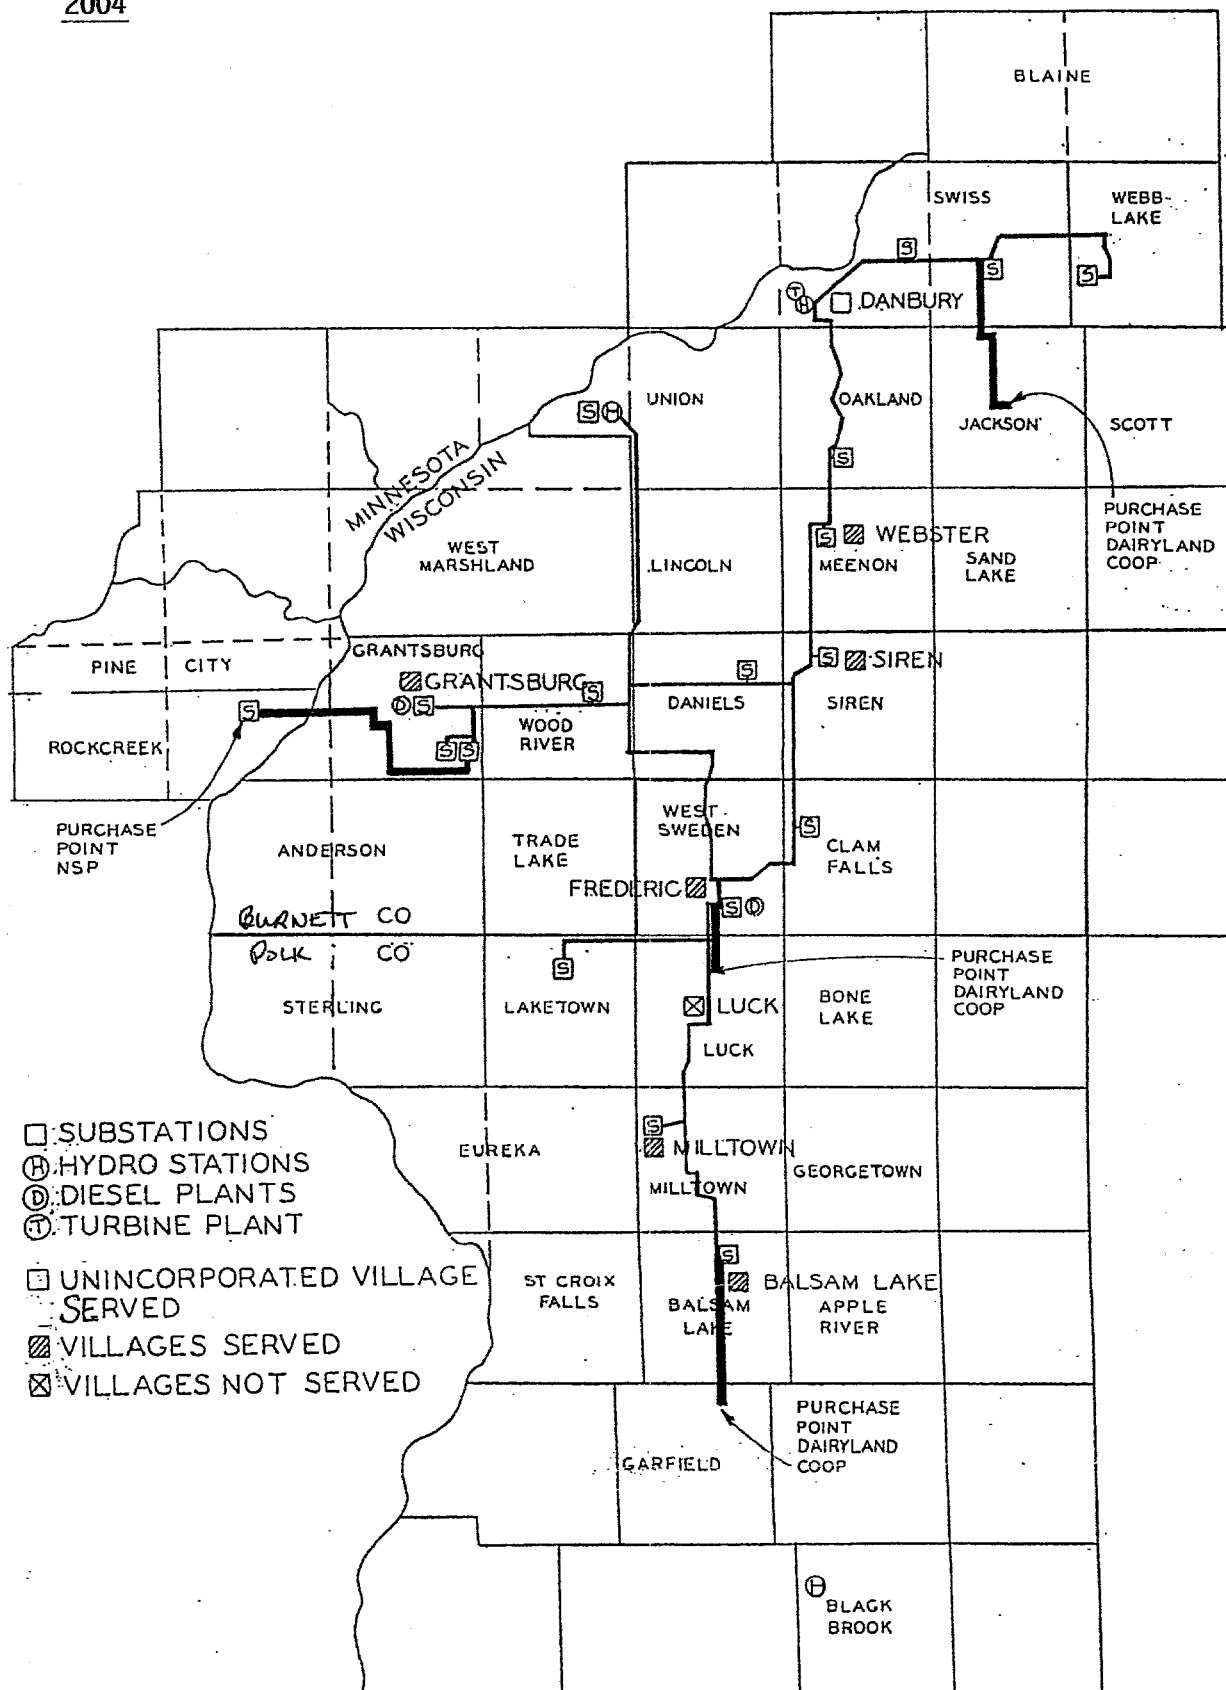 2004
BLAINE
SWISS
WEBB-
LAKE
S
S
S
S
T
H
DANBURY
UNION
OAKLAND
JACKSON
SCOTT
S
H
S
MINNESOTA
WISCONSIN
PURCHASE
POINT
DAIRYLAND
COOP
WEST
MARSHLAND
LINCOLN
S
WEBSTER
MEENON
SAND
LAKE
GRANTSBURG
PINE CITY
GRANTSBURG
S
S
S
SIREN
DANIELS
SIREN
S
D
S
WOOD
RIVER
ROCKCREEK
S
S
PURCHASE
POINT
NSP
ANDERSON
TRADE
LAKE
WEST
SWEDEN
S
CLAM
FALLS
FREDERIC
S
D
BURNETT CO
POLK CO
S
PURCHASE
POINT
DAIRYLAND
COOP
STERLING
LAKETOWN
LUCK
BONE
LAKE
LUCK
SUBSTATIONS
H HYDRO STATIONS
D DIESEL PLANTS
T TURBINE PLANT
UNINCORPORATED VILLAGE
SERVED
VILLAGES SERVED
VILLAGES NOT SERVED
S
EUREKA
MILLTOWN
MILLTOWN
GEORGETOWN
S
ST CROIX
FALLS
BALSAM LAKE
BALSAM
LAKE
APPLE
RIVER
PURCHASE
POINT
DAIRYLAND
COOP
GARFIELD
H
BLACK
BROOK